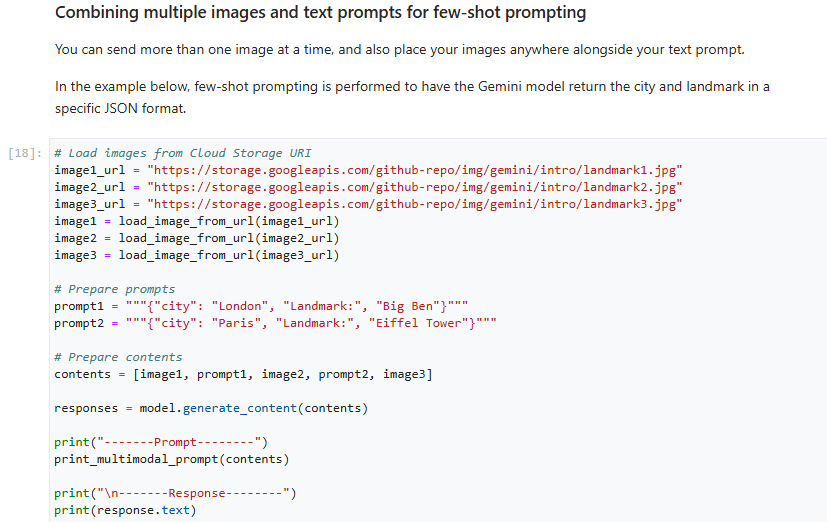 Combining multiple images and text prompts for few-shot prompting
You can send more than one image at a time, and also place your images anywhere alongside your text prompt.
In the example below, few-shot prompting is performed to have the Gemini model return the city and landmark in a
specific JSON format.
[18]: # Load images from Cloud Storage URI
image1_url = "https://storage.googleapis.com/github-repo/img/gemini/intro/landmark1.jpg"
image2_url = "https://storage.googleapis.com/github-repo/img/gemini/intro/landmark2.jpg"
image3_url = "https://storage.googleapis.com/github-repo/img/gemini/intro/landmark3.jpg"
image1 = load_image_from_url(image1_url)
image2 = load_image_from_url(image2_url)
image3 = load_image_from_url(image3_url)
# Prepare prompts
prompt1 = """{"city": "London", "Landmark:", "Big Ben"}"""
prompt2 = """{"city": "Paris", "Landmark:", "Eiffel Tower"}"""
# Prepare contents
contents = [image1, prompt1, image2, prompt2, image3]
responses = model.generate_content(contents)
print("-------Prompt--------")
print_multimodal_prompt(contents)
print("\n-------Response--------")
print(response.text)